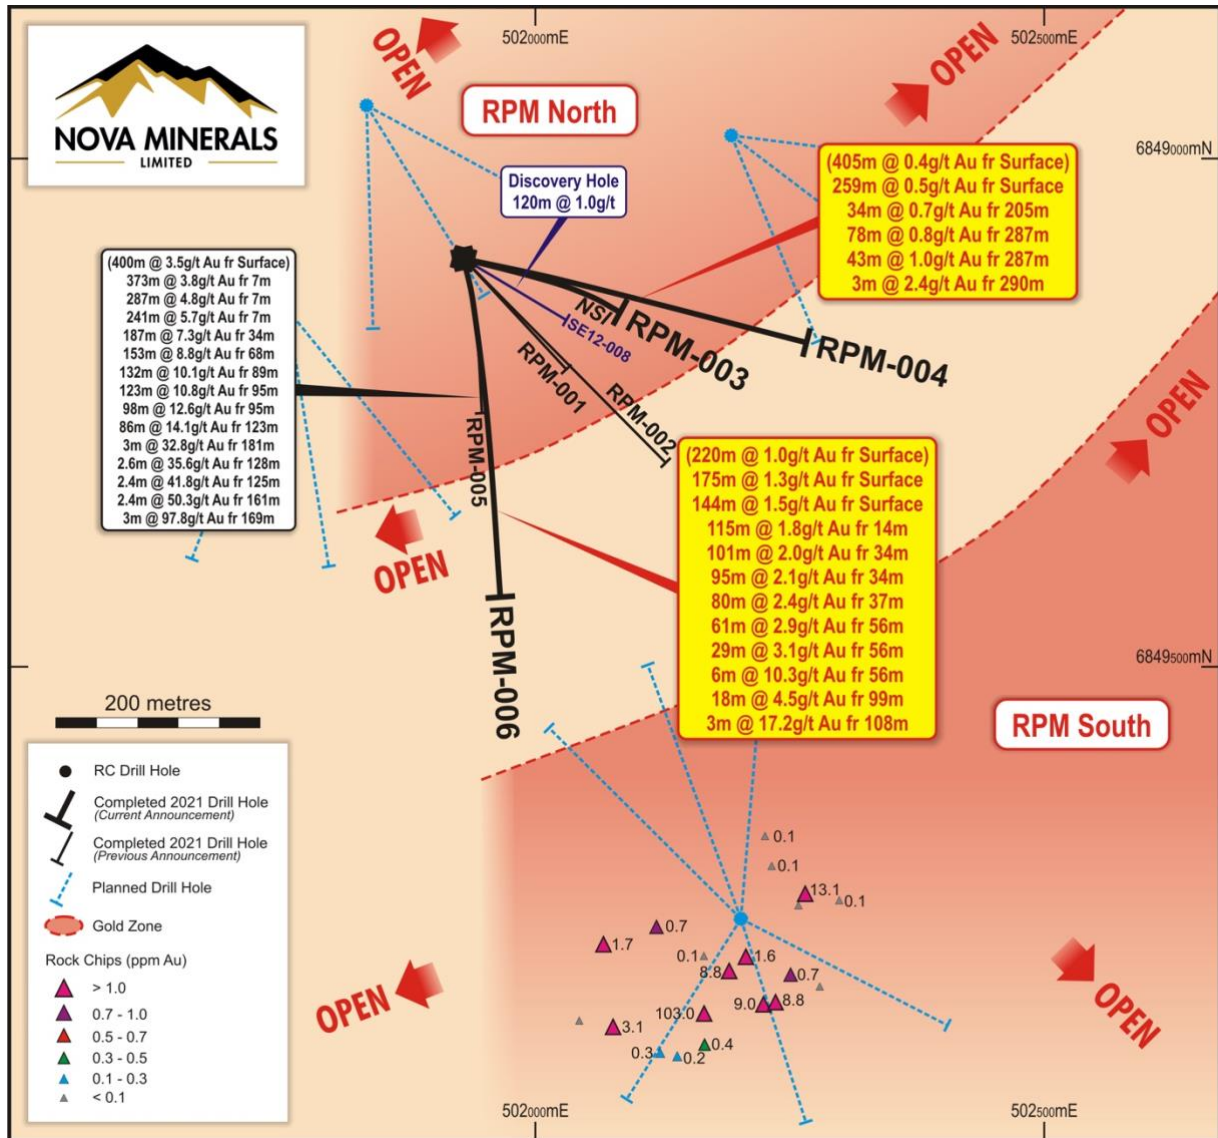 502000mE
502500mE
NOVA MINERALS
LIMITED
OPEN
RPM North
OPEN
6849000mN
Discovery Hole
120m @ 1.0g/t
(405m @ 0.4g/t Au fr Surface)
259m @ 0.5g/t Au fr Surface
34m @ 0.7g/t Au fr 205m
78m @ 0.8g/t Au fr 287m
43m @ 1.0g/t Au fr 287m
3m @ 2.4g/t Au fr 290m
(400m @ 3.5g/t Au fr Surface)
373m @ 3.8g/t Au fr 7m
287m @ 4.8g/t Au fr 7m
241m @ 5.7g/t Au fr 7m
187m @ 7.3g/t Au fr 34m
153m @ 8.8g/t Au fr 68m
132m @ 10.1g/t Au fr 89m
123m @ 10.8g/t Au fr 95m
98m @ 12.6g/t Au fr 95m
86m @ 14.1g/t Au fr 123m
3m @ 32.8g/t Au fr 181m
2.6m @ 35.6g/t Au fr 128m
2.4m @ 41.8g/t Au fr 125m
2.4m @ 50.3g/t Au fr 161m
3m @ 97.8g/t Au fr 169m
NSI
SE12-008
RPM-003
RPM-004
RPM-001
RPM-002
RPM-005
RPM-006
OPEN
OPEN
(220m @ 1.0g/t Au fr Surface)
175m @ 1.3g/t Au fr Surface
144m @ 1.5g/t Au fr Surface
115m @ 1.8g/t Au fr 14m
101m @ 2.0g/t Au fr 34m
95m @ 2.1g/t Au fr 34m
80m @ 2.4g/t Au fr 37m
61m @ 2.9g/t Au fr 56m
29m @ 3.1g/t Au fr 56m
6m @ 10.3g/t Au fr 56m
18m @ 4.5g/t Au fr 99m
3m @ 17.2g/t Au fr 108m
6849500mN
RPM South
200 metres
RC Drill Hole
Completed 2021 Drill Hole
(Current Announcement)
Completed 2021 Drill Hole
(Previous Announcement)
Planned Drill Hole
Gold Zone
Rock Chips (ppm Au)
> 1.0
0.7 - 1.0
0.5 - 0.7
0.3 - 0.5
0.1 - 0.3
< 0.1
0.1
0.1
13.1
0.1
0.7
1.7
0.1
1.6
8.8
0.7
9.0
8.8
103.0
3.1
0.4
0.3
0.2
OPEN
OPEN
502000mE
502500mE